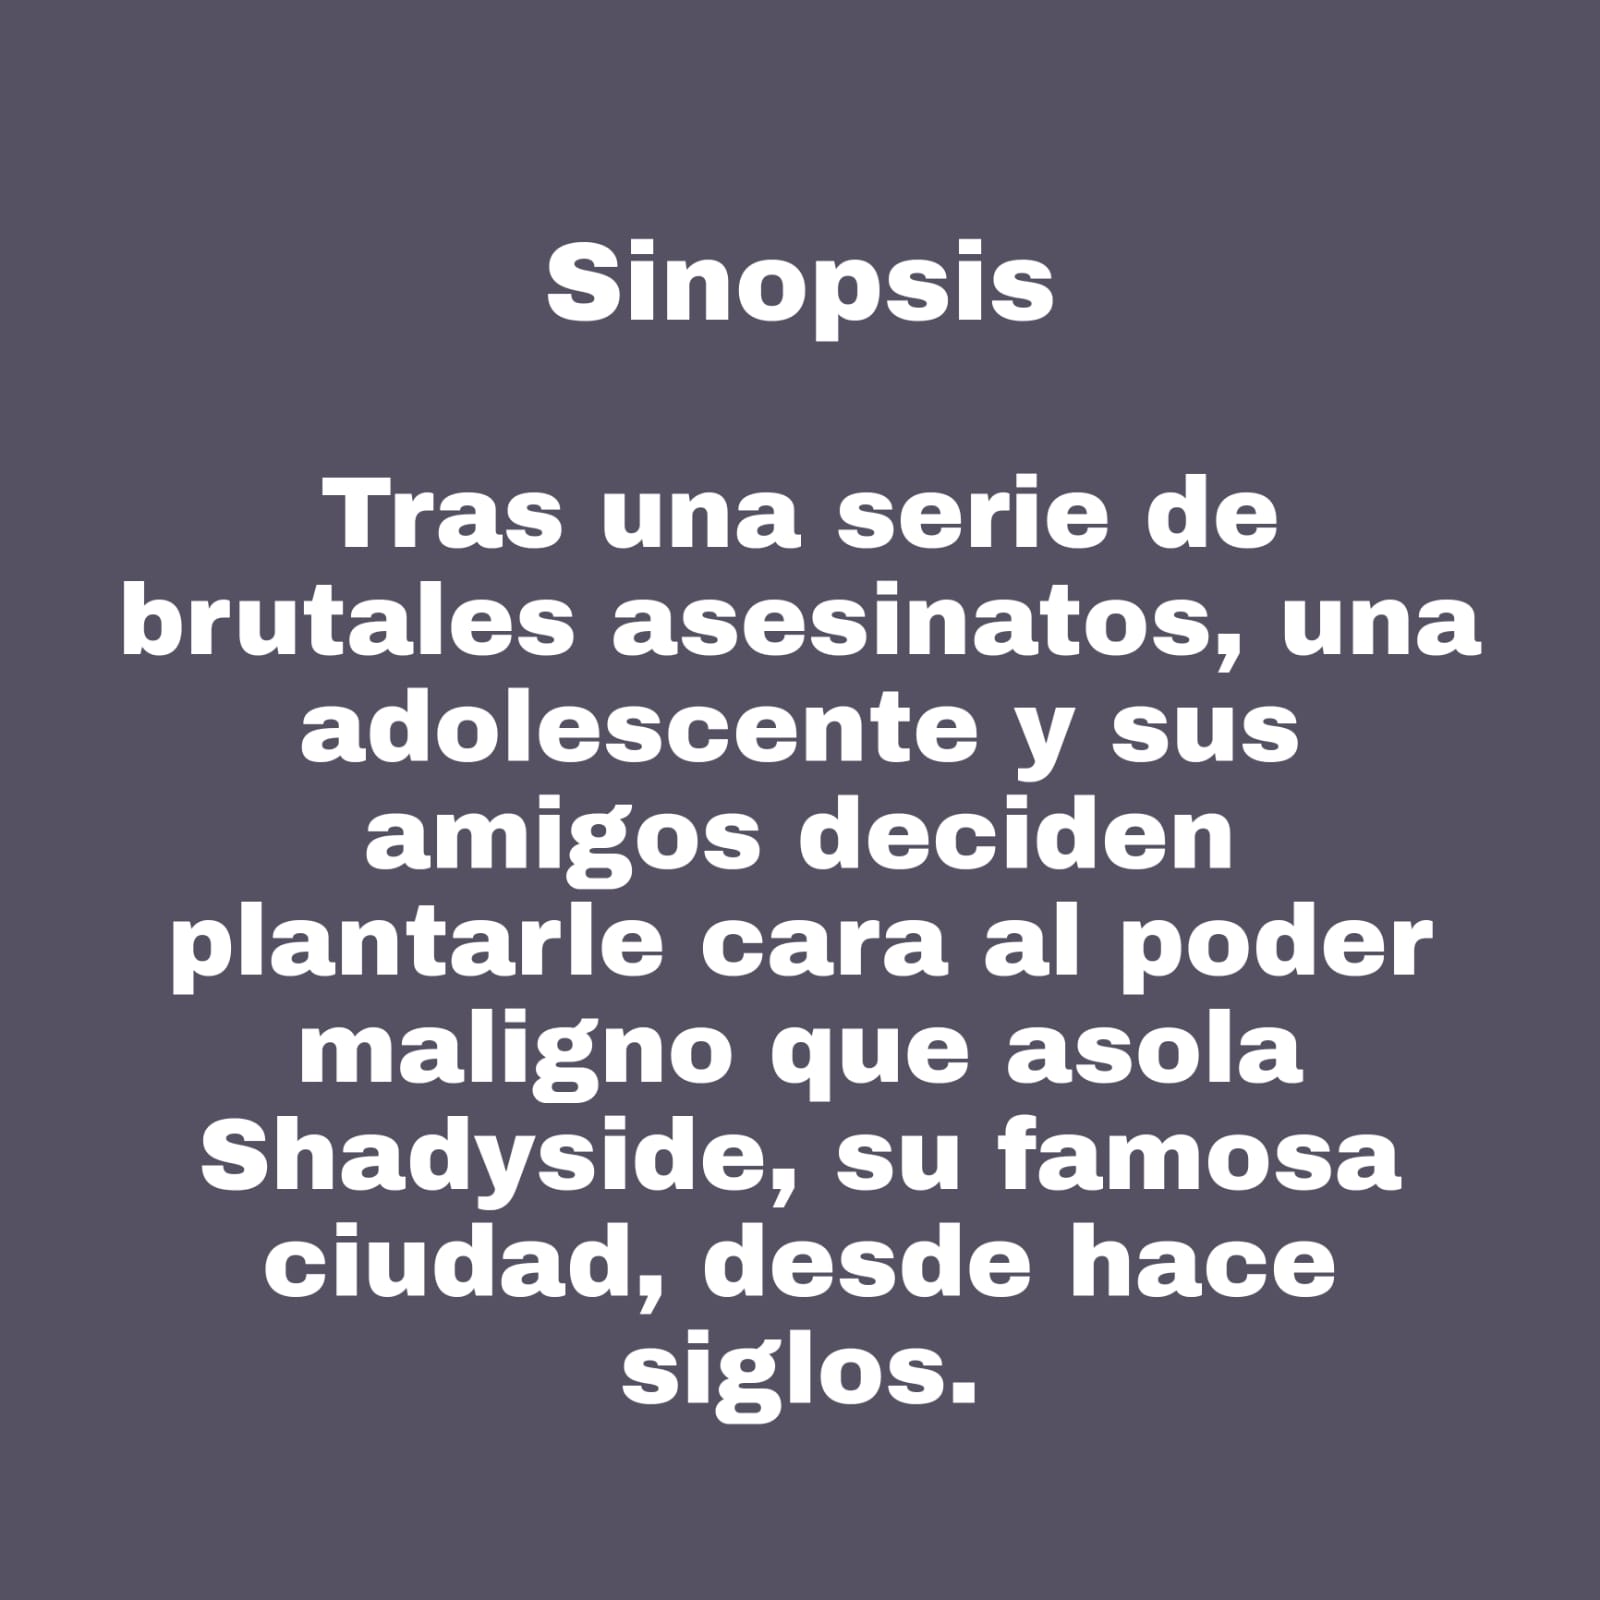 Sinopsis
Tras una serie de
brutales asesinatos, una
adolescente y sus
amigos deciden
plantarle cara al poder
maligno que asola
Shadyside, su famosa
ciudad, desde hace
siglos.